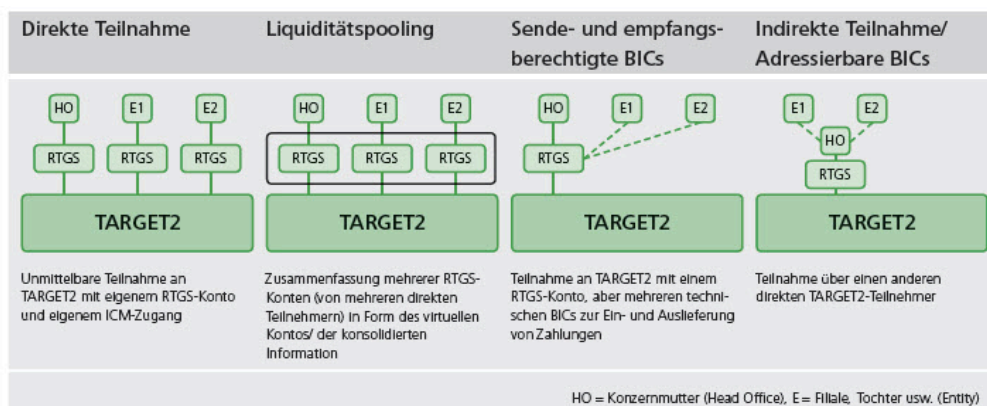 Direkte Teilnahme
HO
E1
E2
RTGS
RTGS
RTGS
TARGET2
Unmittelbare Teilnahme an
TARGET2 mit eigenem RTGS-Konto
und eigenem ICM-Zugang
Liquiditätspooling
HO
E1
E2
RTGS
RTGS
RTGS
TARGET2
Zusammenfassung mehrerer RTGS-
Konten (von mehreren direkten
Teilnehmern) in Form des virtuellen
Kontos/ der konsolidierten
Information
Sende- und empfangs-
berechtigte BICs
HO
E1
E2
RTGS
TARGET2
Teilnahme an TARGET2 mit einem
RTGS-Konto, aber mehreren techni-
schen BICs zur Ein- und Auslieferung
von Zahlungen
Indirekte Teilnahme/
Adressierbare BICs
E1
E2
HO
RTGS
TARGET2
Teilnahme über einen anderen
direkten TARGET2-Teilnehmer
HO = Konzernmutter (Head Office), E = Filiale, Tochter usw. (Entity)